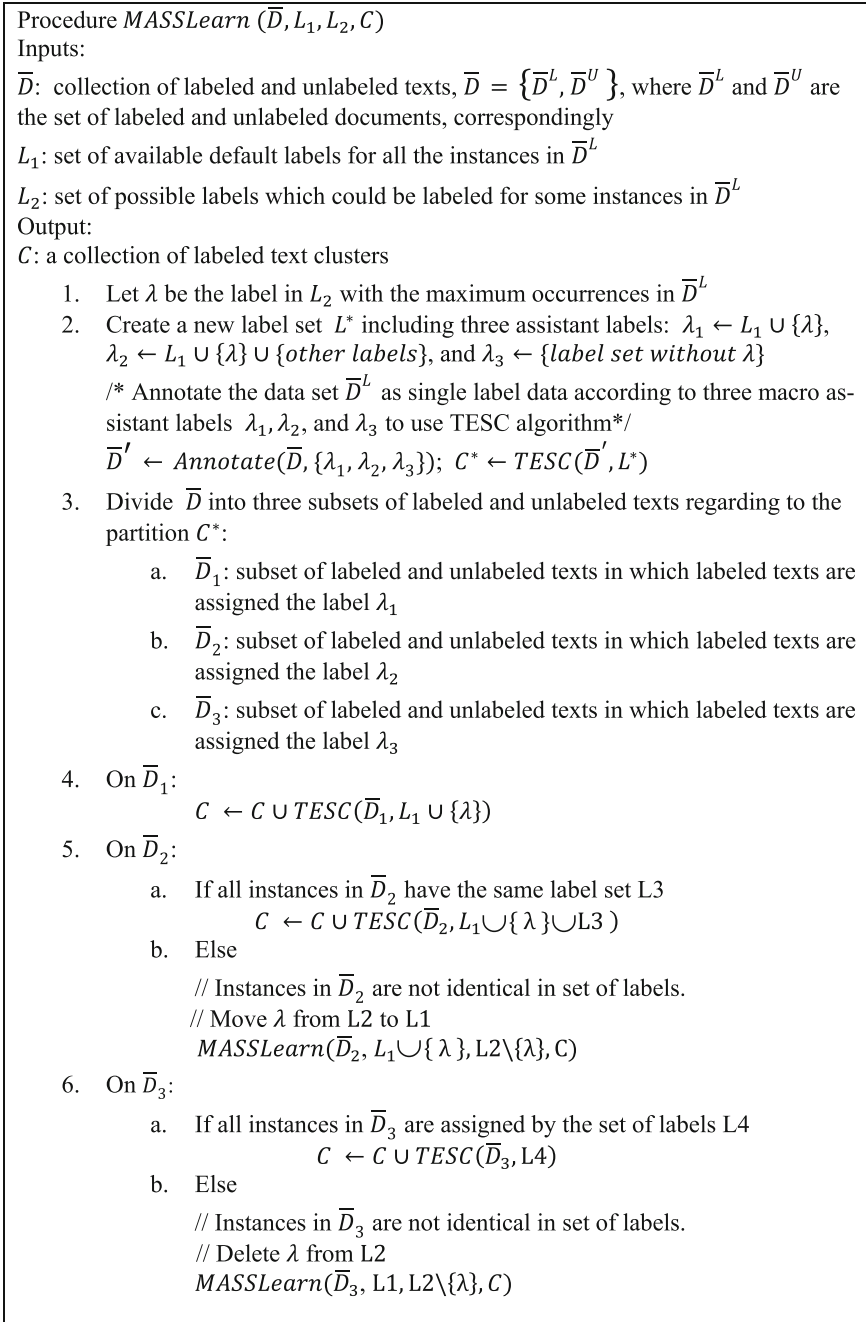 Procedure MASSLearn (D̅, L₁, L₂, C)
Inputs:
D̅: collection of labeled and unlabeled texts, D̅ = {D̅ᴸ, D̅ᵁ }, where D̅ᴸ and D̅ᵁ are
the set of labeled and unlabeled documents, correspondingly
L₁: set of available default labels for all the instances in D̅ᴸ
L₂: set of possible labels which could be labeled for some instances in D̅ᴸ
Output:
C: a collection of labeled text clusters
1. Let λ be the label in L₂ with the maximum occurrences in D̅ᴸ
2. Create a new label set L* including three assistant labels: λ₁ ← L₁ ∪ {λ},
λ₂ ← L₁ ∪ {λ} ∪ {other labels}, and λ₃ ← {label set without λ}
/* Annotate the data set D̅ᴸ as single label data according to three macro as-
sistant labels λ₁, λ₂, and λ₃ to use TESC algorithm*/
D̅′ ← Annotate(D̅, {λ₁, λ₂, λ₃}); C* ← TESC(D̅′, L*)
3. Divide D̅ into three subsets of labeled and unlabeled texts regarding to the
partition C*:
a. D̅₁: subset of labeled and unlabeled texts in which labeled texts are
assigned the label λ₁
b. D̅₂: subset of labeled and unlabeled texts in which labeled texts are
assigned the label λ₂
c. D̅₃: subset of labeled and unlabeled texts in which labeled texts are
assigned the label λ₃
4. On D̅₁:
C ← C ∪ TESC(D̅₁, L₁ ∪ {λ})
5. On D̅₂:
a. If all instances in D̅₂ have the same label set L3
C ← C ∪ TESC(D̅₂, L₁∪{ λ }∪L3 )
b. Else
// Instances in D̅₂ are not identical in set of labels.
// Move λ from L2 to L1
MASSLearn(D̅₂, L₁∪{ λ }, L2\{λ}, C)
6. On D̅₃:
a. If all instances in D̅₃ are assigned by the set of labels L4
C ← C ∪ TESC(D̅₃, L4)
b. Else
// Instances in D̅₃ are not identical in set of labels.
// Delete λ from L2
MASSLearn(D̅₃, L1, L2\{λ}, C)